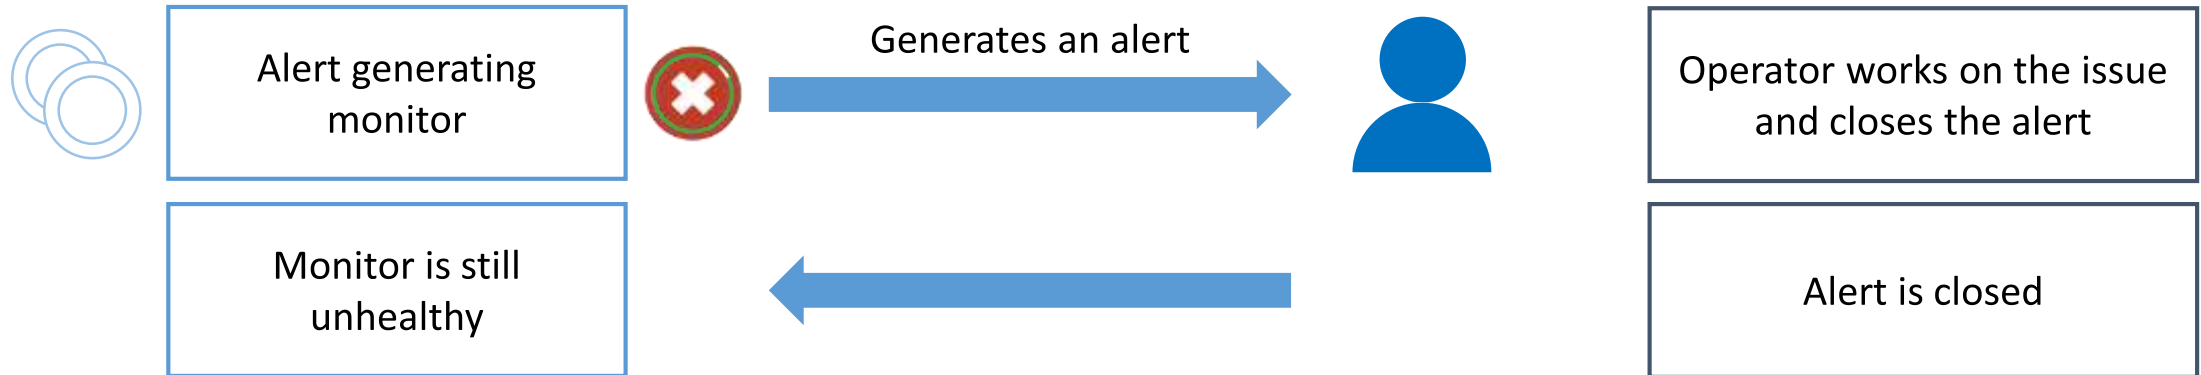 Alert generating
monitor
Generates an alert
Operator works on the issue
and closes the alert
Monitor is still
unhealthy
Alert is closed